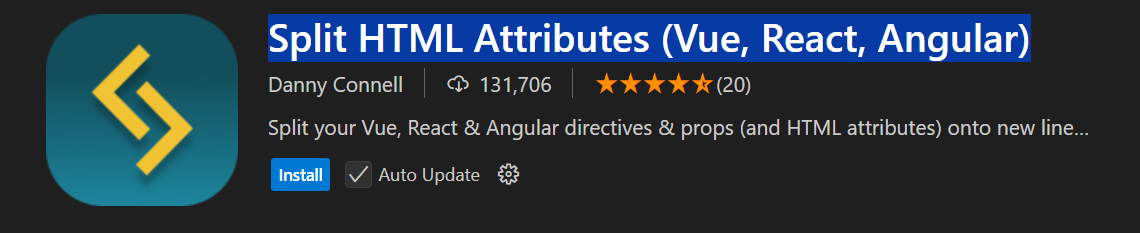 Split HTML Attributes (Vue, React, Angular)
Danny Connell 131,706 (20)
Split your Vue, React & Angular directives & props (and HTML attributes) onto new line...
Install Auto Update